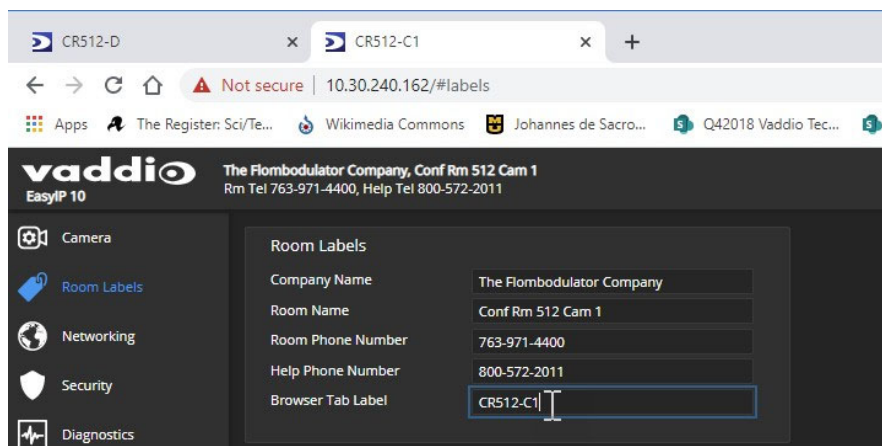 CR512-D
CR512-C1
Not secure | 10.30.240.162/#labels
Apps The Register: Sci/Te... Wikimedia Commons Johannes de Sacro... Q42018 Vaddio Tec...
vaddio
EasyIP 10
The Flombodulator Company, Conf Rm 512 Cam 1
Rm Tel 763-971-4400, Help Tel 800-572-2011
Camera
Room Labels
Networking
Security
Diagnostics
Room Labels
Company Name The Flombodulator Company
Room Name Conf Rm 512 Cam 1
Room Phone Number 763-971-4400
Help Phone Number 800-572-2011
Browser Tab Label CR512-C1